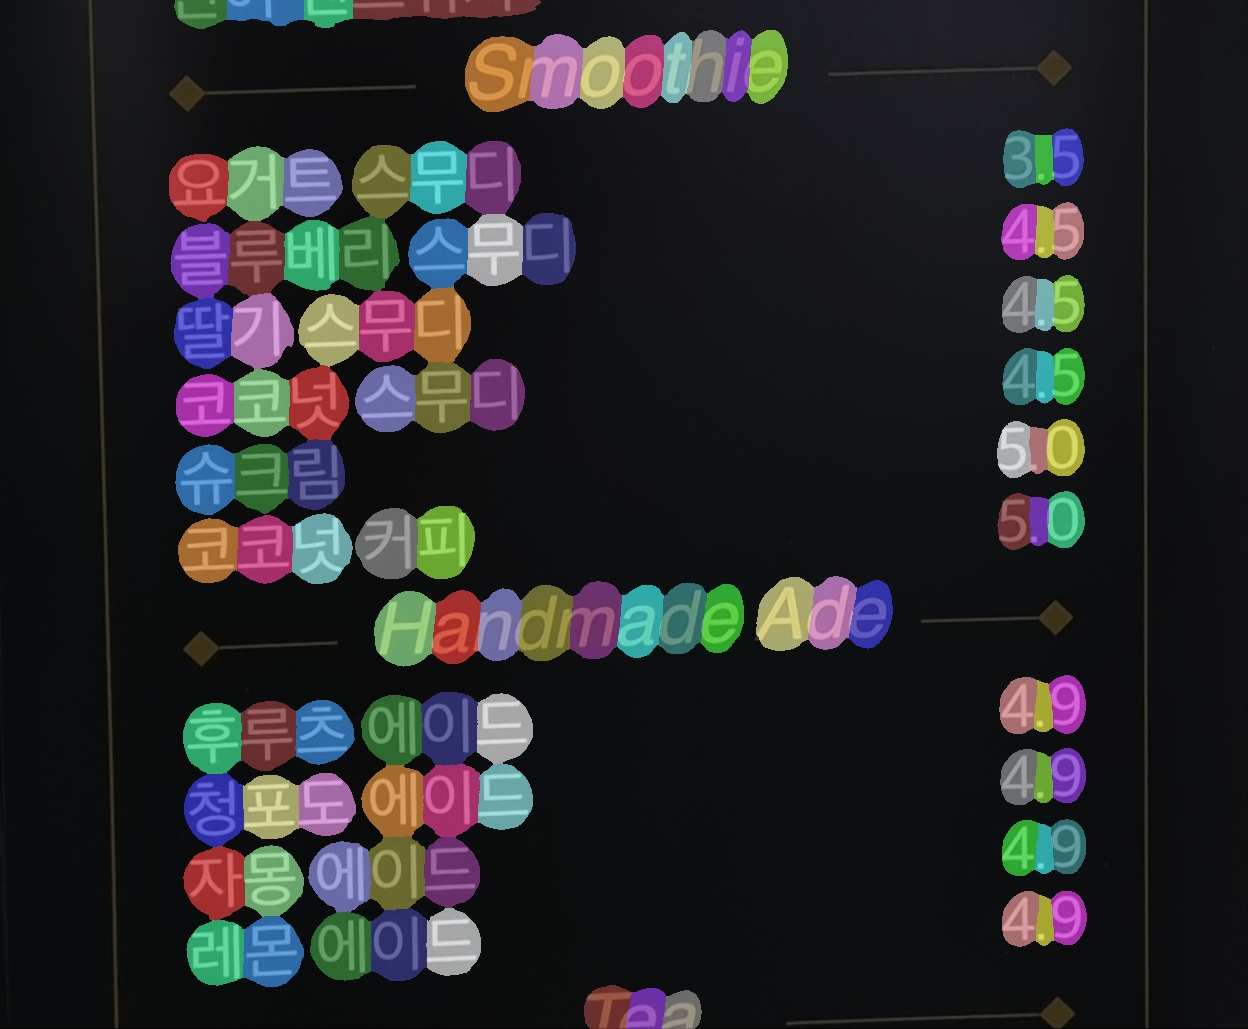 Smoothie
요거트 스무디 3.5
블루베리 스무디 4.5
딸기 스무디 4.5
코코넛 스무디 4.5
슈크림 5.0
코코넛 커피 5.0
Handmade Ade
후루츠 에이드 4.9
청포도 에이드 4.9
자몽 에이드 4.9
레몬 에이드 4.9
Tea